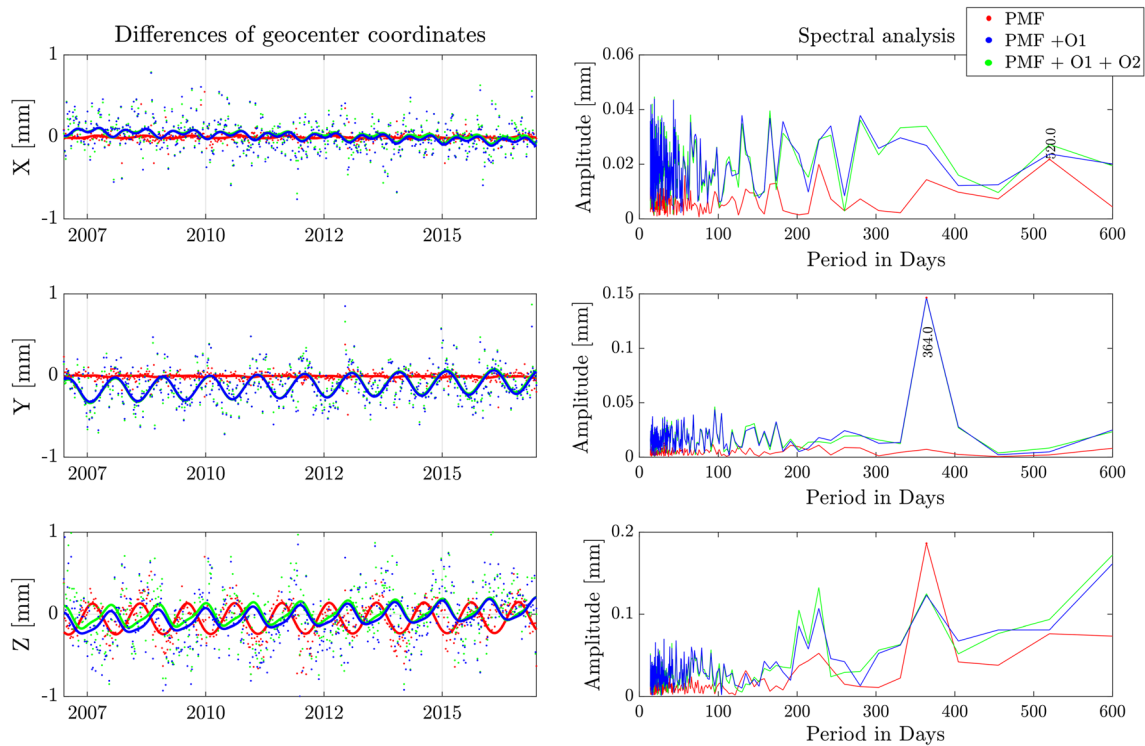 Differences of geocenter coordinates
Spectral analysis
PMF
PMF +O1
PMF + O1 + O2
X [mm]
1
0
-1
2007 2010 2012 2015
Amplitude [mm]
0.06
0.04
0.02
0
520.0
0 100 200 300 400 500 600
Period in Days
Y [mm]
1
0
-1
2007 2010 2012 2015
Amplitude [mm]
0.15
0.1
0.05
0
364.0
0 100 200 300 400 500 600
Period in Days
Z [mm]
1
0
-1
2007 2010 2012 2015
Amplitude [mm]
0.2
0.1
0
0 100 200 300 400 500 600
Period in Days